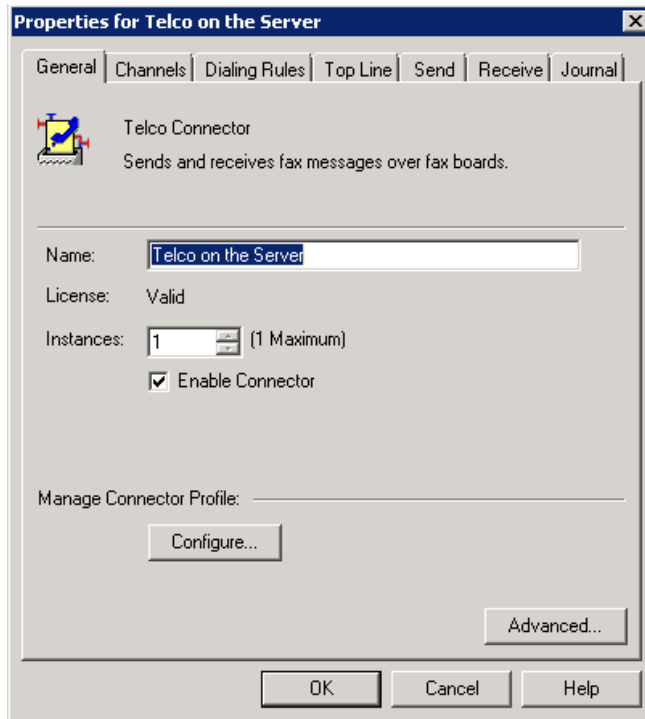 Properties for Telco on the Server
General Channels Dialing Rules Top Line Send Receive Journal
Telco Connector
Sends and receives fax messages over fax boards.
Name: Telco on the Server
License: Valid
Instances: 1 (1 Maximum)
Enable Connector
Manage Connector Profile:
Configure...
Advanced...
OK Cancel Help